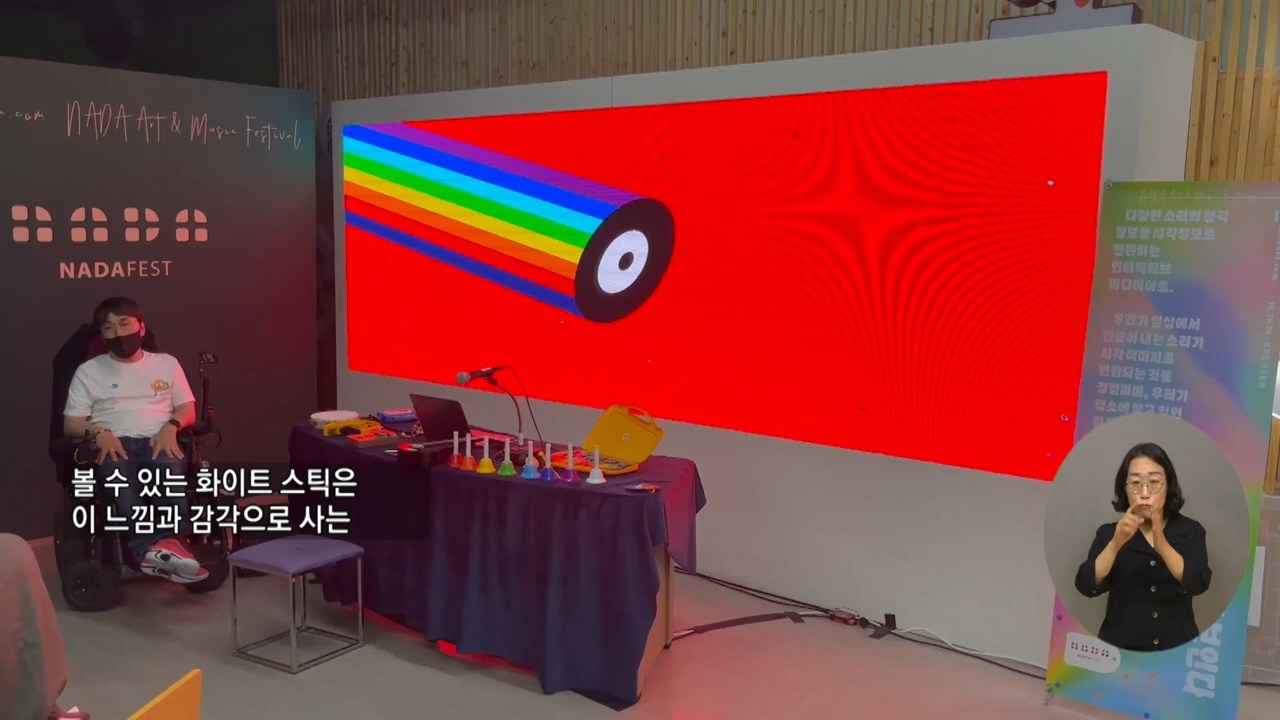 NADA Art & Music Festival
NADA
NADAFEST
볼 수 있는 화이트 스틱은
이 느낌과 감각으로 사는
다양한 소리의 청각
정보를 시각정보로
변환하는
인터랙티브
미디어아트.
우리가 일상에서
만들어 내는 소리가
시각 이미지로
변환되는 것을
경험하며, 우리가
평소에